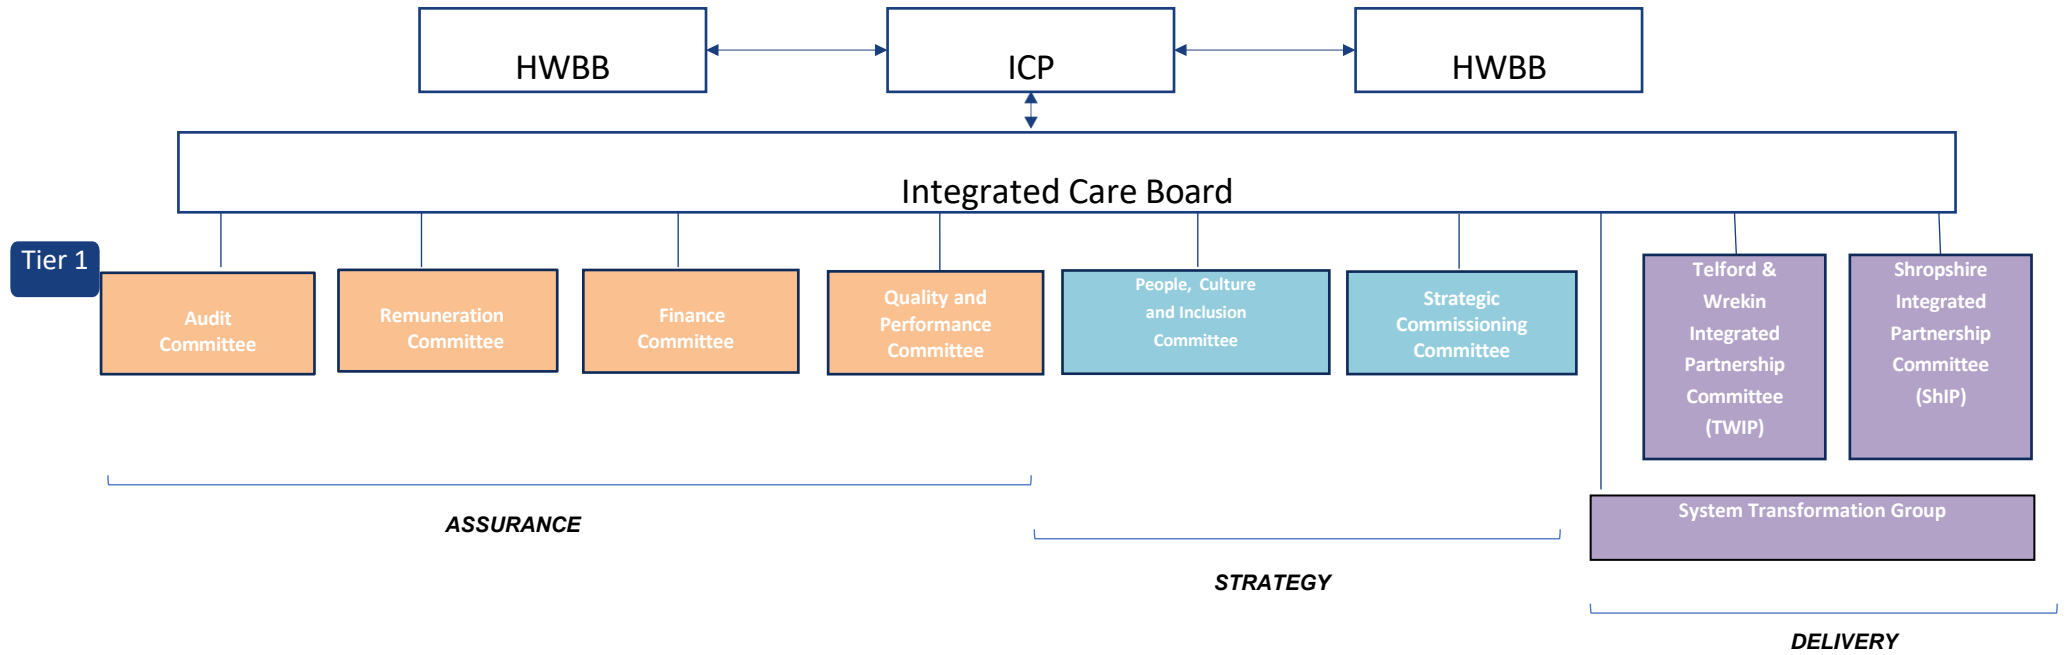 HWBB
ICP
HWBB
Integrated Care Board
Tier 1
Audit
Committee
Remuneration
Committee
Finance
Committee
Quality and
Performance
Committee
People, Culture
and Inclusion
Committee
Strategic
Commissioning
Committee
Telford &
Wrekin
Integrated
Partnership
Committee
(TWIP)
Shropshire
Integrated
Partnership
Committee
(ShIP)
System Transformation Group
ASSURANCE
STRATEGY
DELIVERY